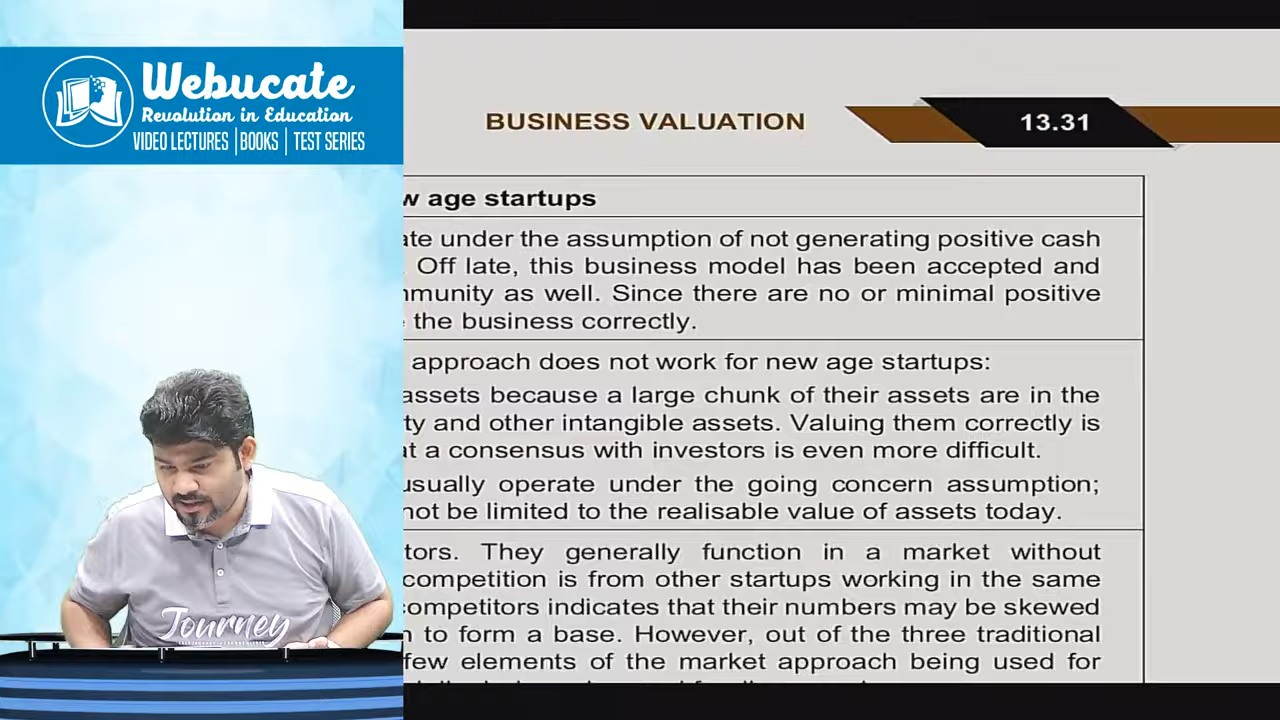 Webucate
Revolution in Education
VIDEO LECTURES | BOOKS | TEST SERIES
Journey
BUSINESS VALUATION
13.31
age startups
under the assumption of not generating positive cash
Off late, this business model has been accepted and
as well. Since there are no or minimal positive
the business correctly.
approach does not work for new age startups:
assets because a large chunk of their assets are in the
and other intangible assets. Valuing them correctly is
a consensus with investors is even more difficult.
usually operate under the going concern assumption;
not be limited to the realisable value of assets today.
They generally function in a market without
competition is from other startups working in the same
competitors indicates that their numbers may be skewed
to form a base. However, out of the three traditional
few elements of the market approach being used for